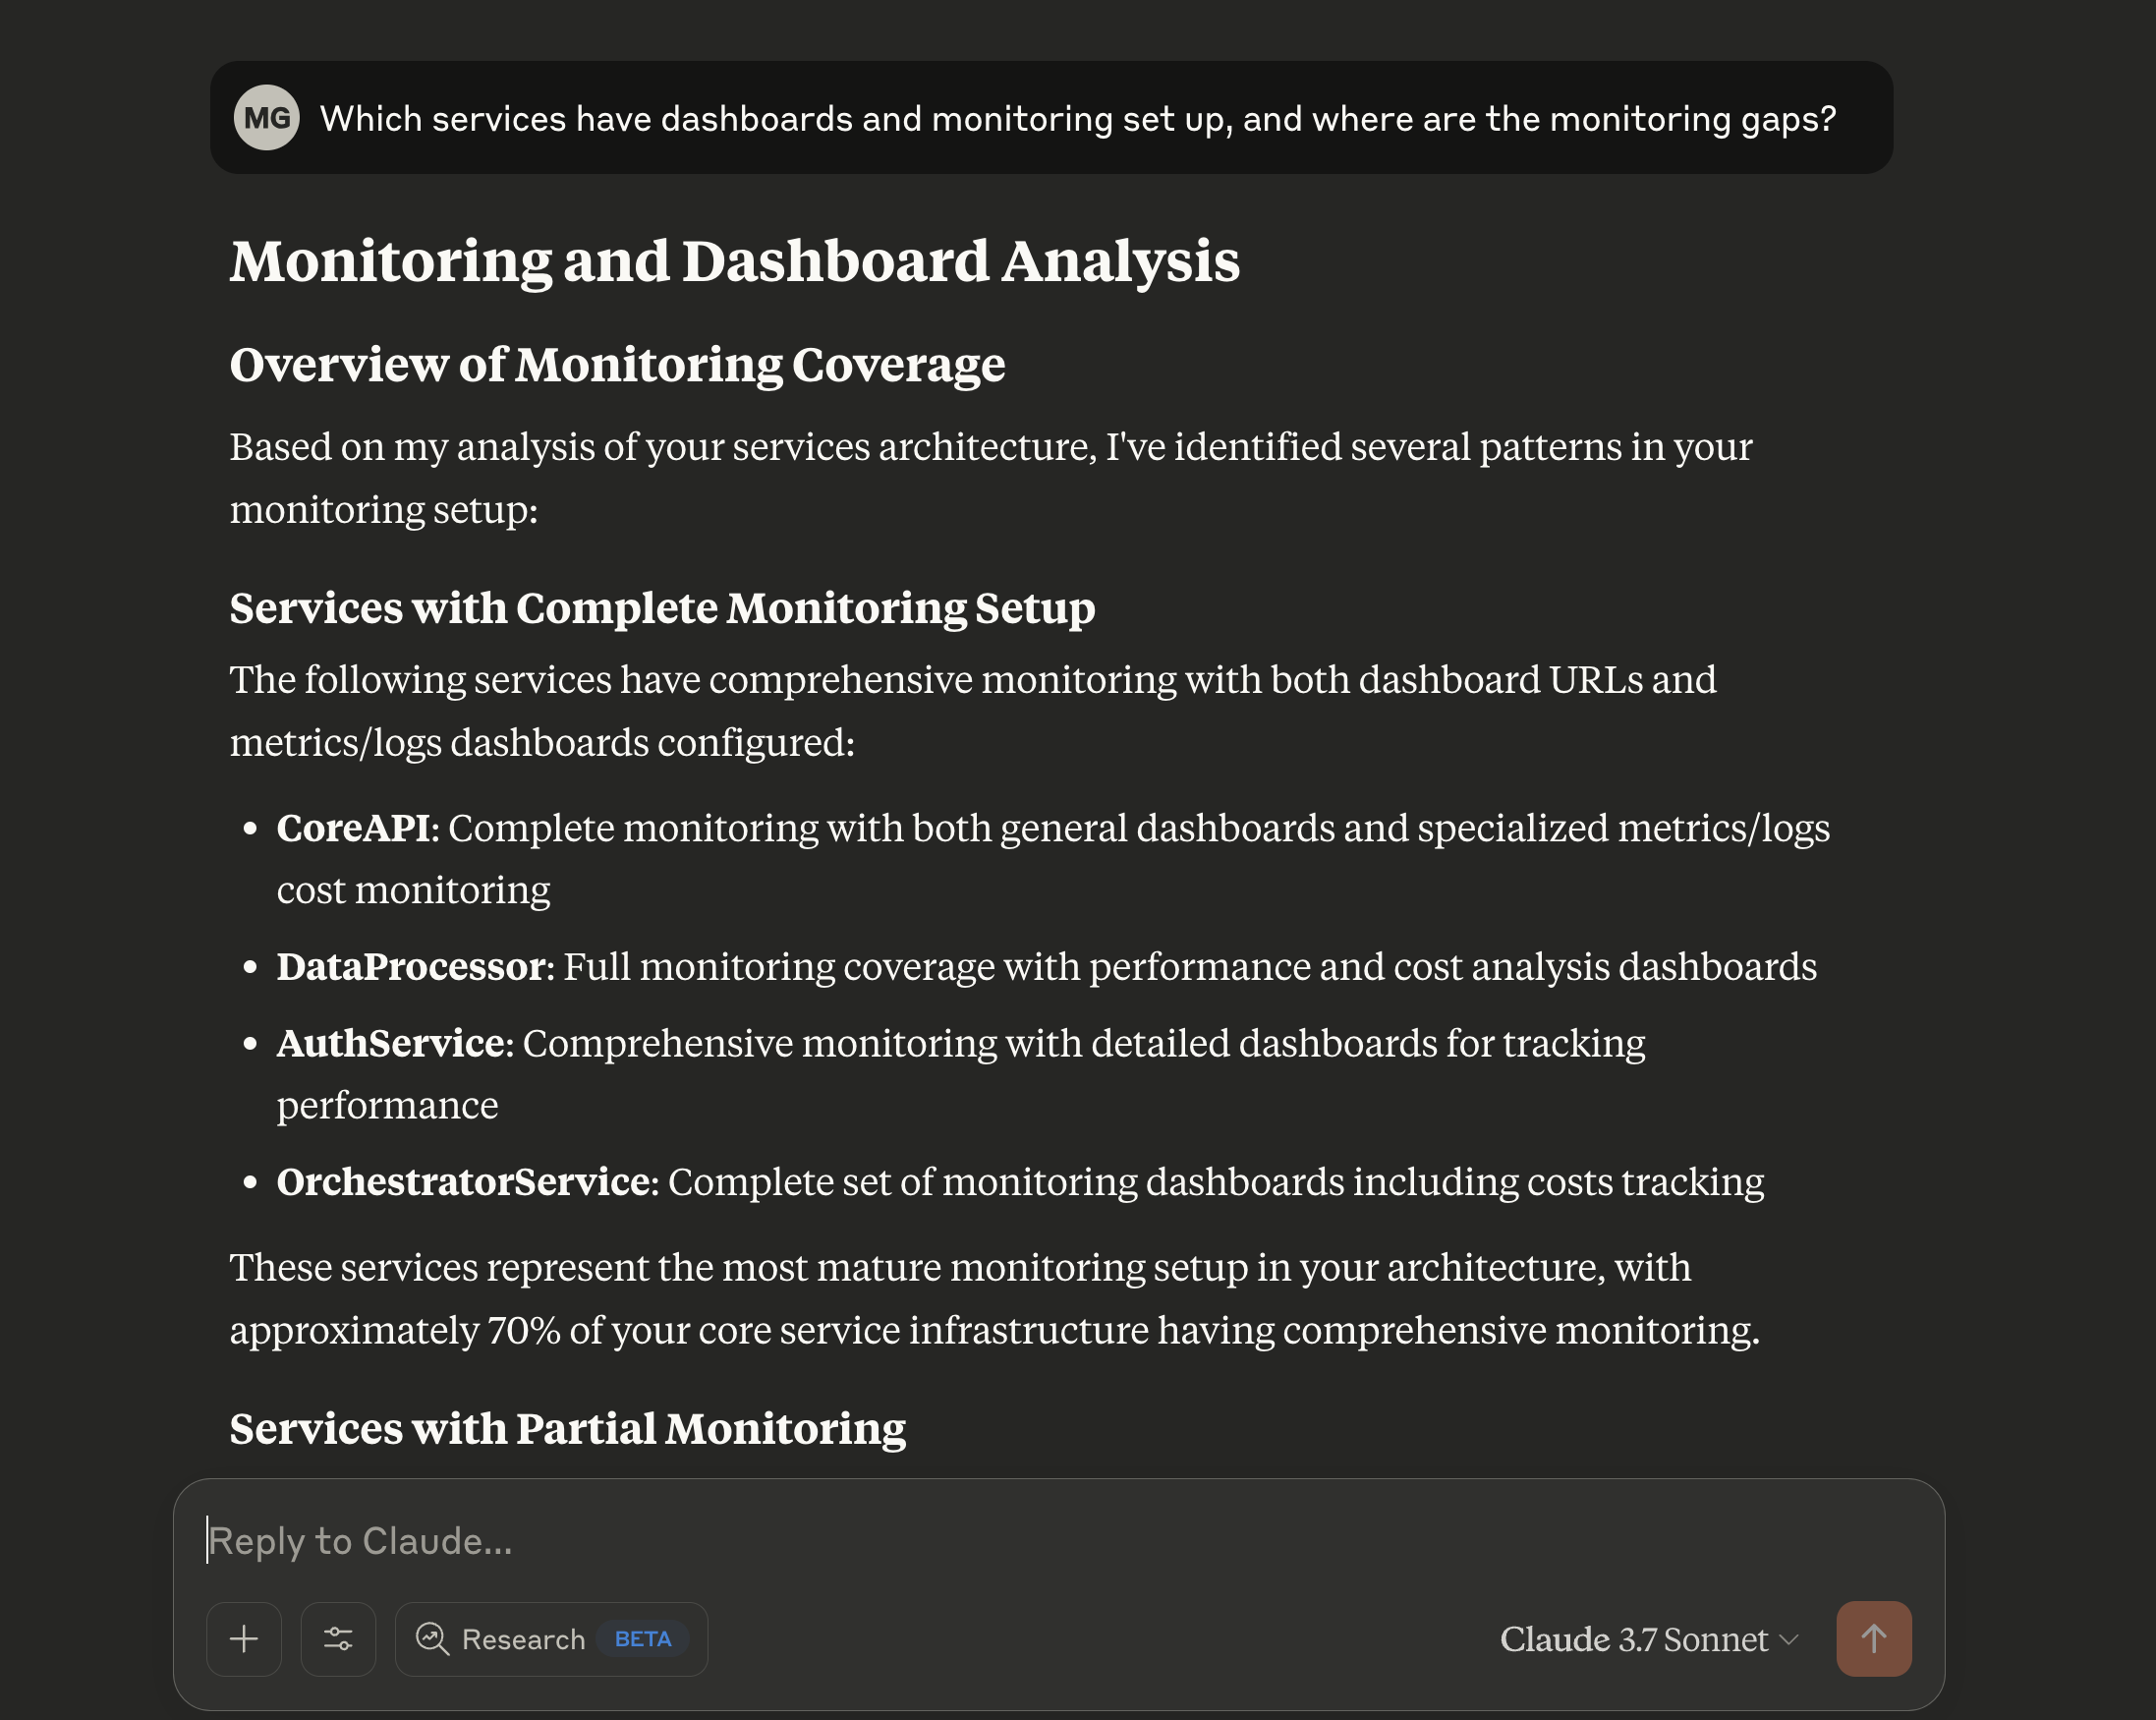 MG Which services have dashboards and monitoring set up, and where are the monitoring gaps?
Monitoring and Dashboard Analysis
Overview of Monitoring Coverage
Based on my analysis of your services architecture, I've identified several patterns in your
monitoring setup:
Services with Complete Monitoring Setup
The following services have comprehensive monitoring with both dashboard URLs and
metrics/logs dashboards configured:
• CoreAPI: Complete monitoring with both general dashboards and specialized metrics/logs
cost monitoring
• DataProcessor: Full monitoring coverage with performance and cost analysis dashboards
• AuthService: Comprehensive monitoring with detailed dashboards for tracking
performance
• OrchestratorService: Complete set of monitoring dashboards including costs tracking
These services represent the most mature monitoring setup in your architecture, with
approximately 70% of your core service infrastructure having comprehensive monitoring.
Services with Partial Monitoring
Reply to Claude...
Research BETA
Claude 3.7 Sonnet